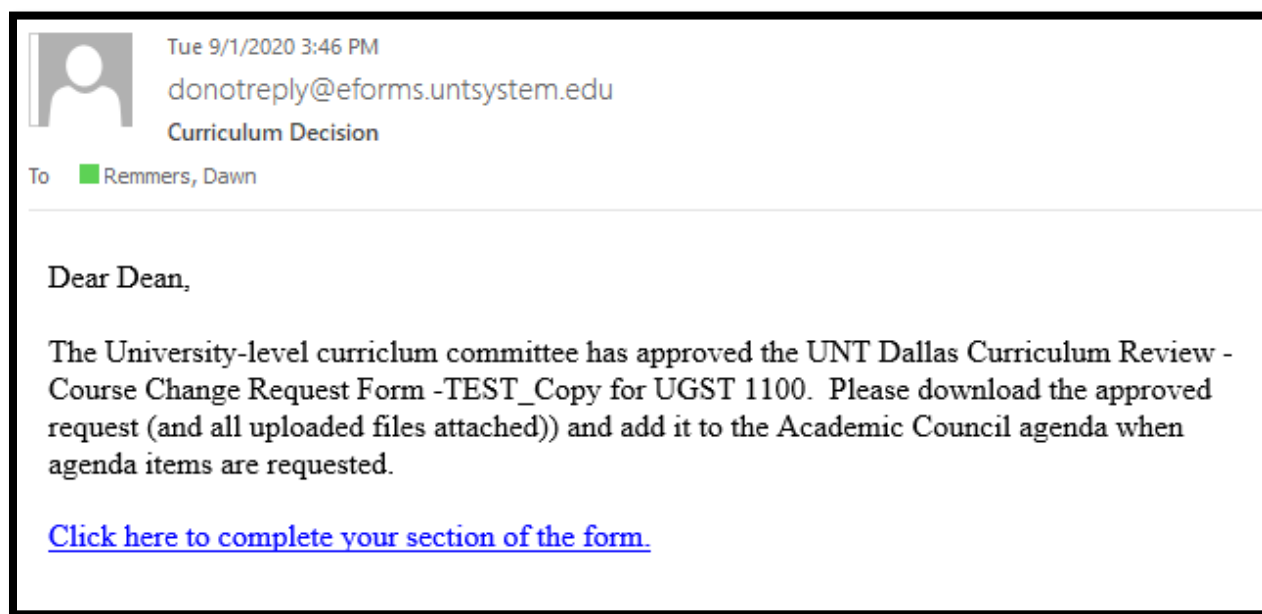 Tue 9/1/2020 3:46 PM
donotreply@eforms.untsystem.edu
Curriculum Decision
To Remmers, Dawn
Dear Dean,
The University-level curriclum committee has approved the UNT Dallas Curriculum Review -
Course Change Request Form -TEST_Copy for UGST 1100.  Please download the approved
request (and all uploaded files attached)) and add it to the Academic Council agenda when
agenda items are requested.
Click here to complete your section of the form.